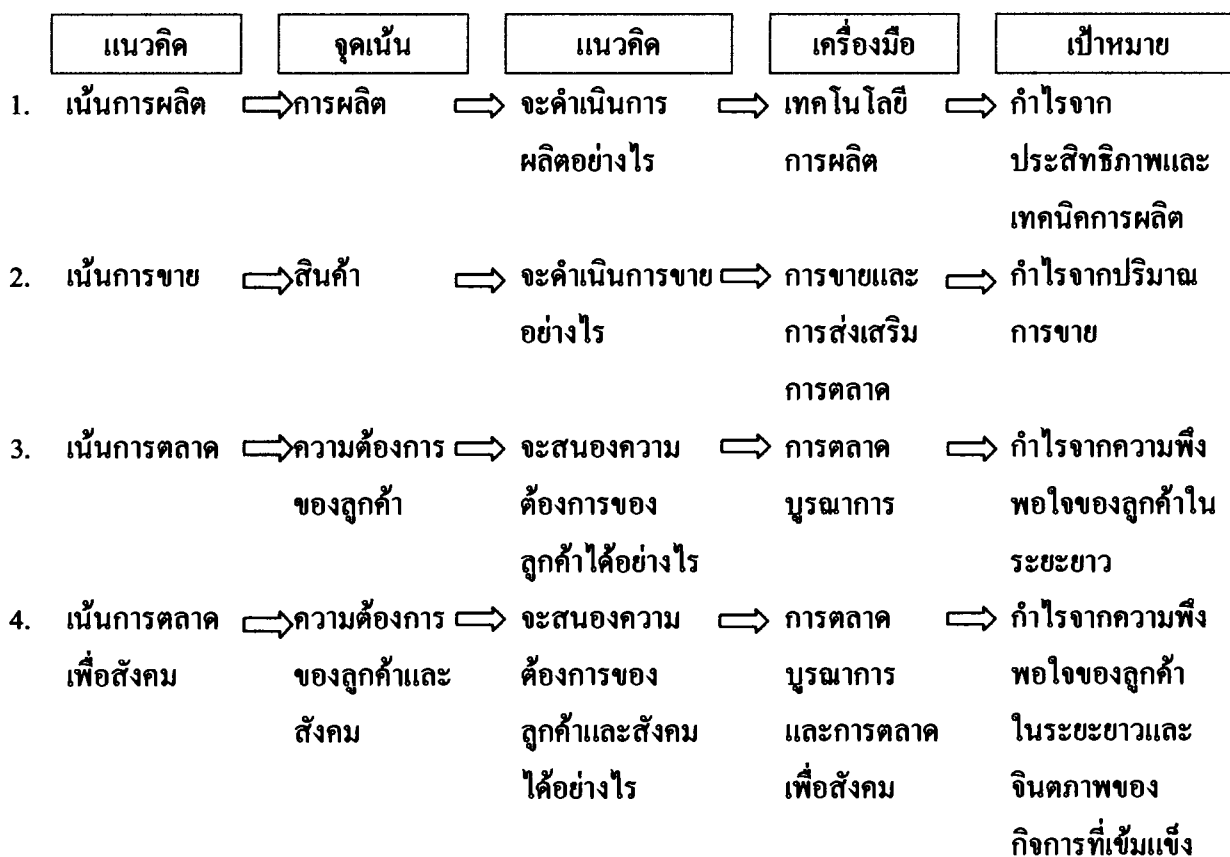 แนวคิด จุดเน้น แนวคิด เครื่องมือ เป้าหมาย
1. เน้นการผลิต การผลิต จะดำเนินการ เทคโนโลยี กำไรจาก
ผลิตอย่างไร การผลิต ประสิทธิภาพและ
เทคนิคการผลิต
2. เน้นการขาย สินค้า จะดำเนินการขาย การขายและ กำไรจากปริมาณ
อย่างไร การส่งเสริม การขาย
การตลาด
3. เน้นการตลาด ความต้องการ จะสนองความ การตลาด กำไรจากความพึง
ของลูกค้า ต้องการของ บูรณาการ พอใจของลูกค้าใน
ลูกค้าได้อย่างไร ระยะยาว
4. เน้นการตลาด ความต้องการ จะสนองความ การตลาด กำไรจากความพึง
เพื่อสังคม ของลูกค้าและ ต้องการของ บูรณาการ พอใจของลูกค้า
สังคม ลูกค้าและสังคม และการตลาด ในระยะยาวและ
ได้อย่างไร เพื่อสังคม จินตภาพของ
กิจการที่เข้มแข็ง